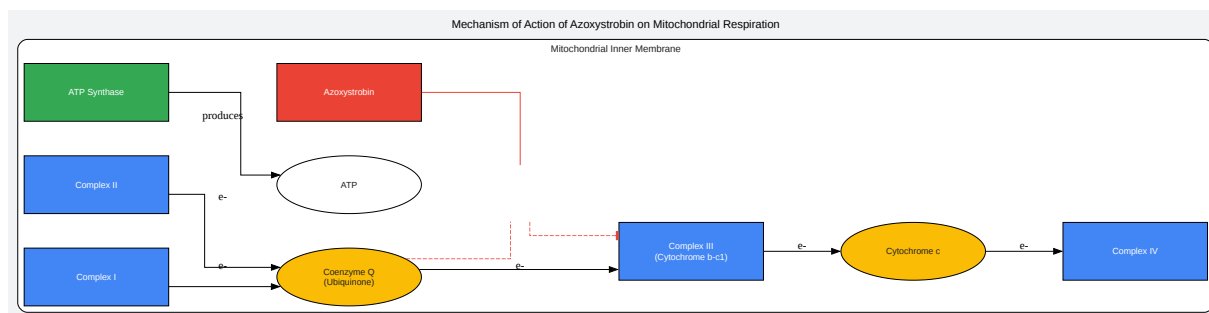 Mechanism of Action of Azoxystrobin on Mitochondrial Respiration
Mitochondrial Inner Membrane
ATP Synthase
Azoxystrobin
produces
Complex II
ATP
e-
Complex I
e-
Coenzyme Q
(Ubiquinone)
e-
Complex III
(Cytochrome b-c1)
e-
Cytochrome c
e-
Complex IV